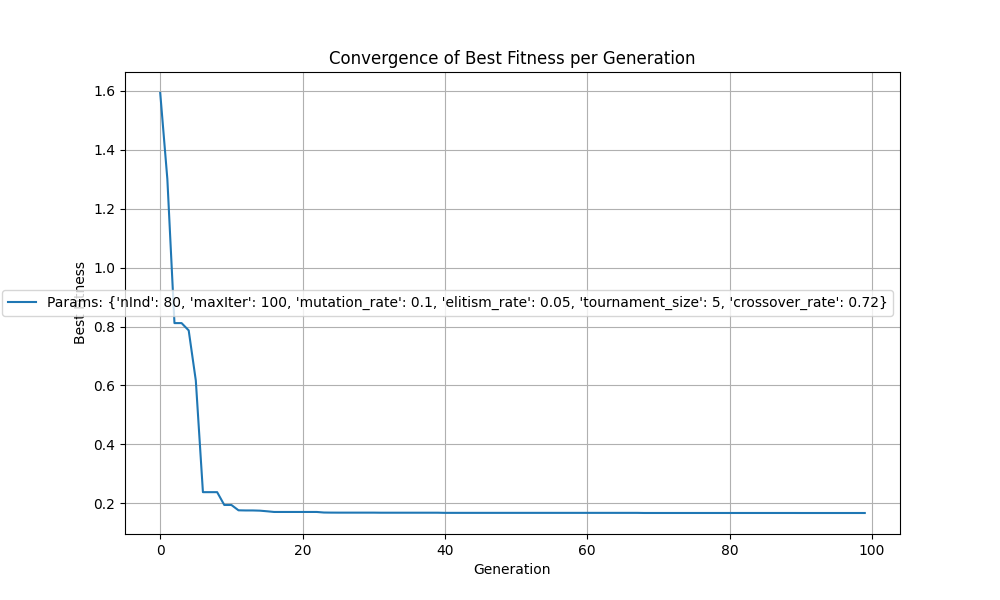 Convergence of Best Fitness per Generation
1.6
1.4
1.2
1.0
0.8
0.6
0.4
0.2
Best
ness
Params: {'nInd': 80, 'maxIter': 100, 'mutation_rate': 0.1, 'elitism_rate': 0.05, 'tournament_size': 5, 'crossover_rate': 0.72}
0 20 40 60 80 100
Generation